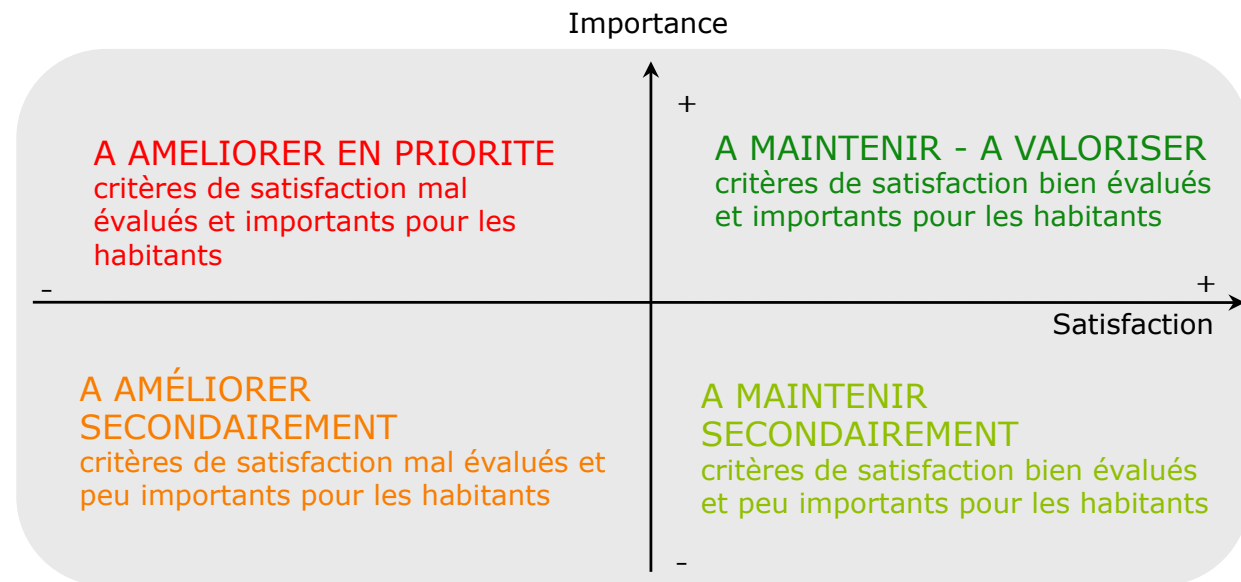 Importance
+
A AMELIORER EN PRIORITE
critères de satisfaction mal
évalués et importants pour les
habitants
A MAINTENIR - A VALORISER
critères de satisfaction bien évalués
et importants pour les habitants
-
+
Satisfaction
A AMÉLIORER
SECONDAIREMENT
critères de satisfaction mal évalués et
peu importants pour les habitants
A MAINTENIR
SECONDAIREMENT
critères de satisfaction bien évalués
et peu importants pour les habitants
-